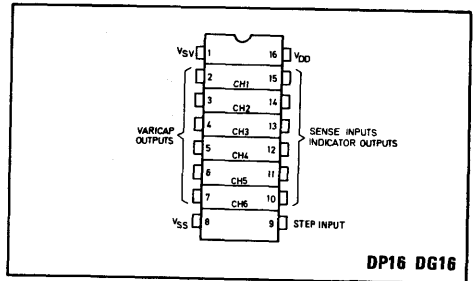 VSV 1 16 VDD
2 CH1 15
3 CH2 14
4 CH3 13
5 CH4 12
6 CH5 11
7 CH6 10
VSS 8 9 STEP INPUT
VARICAP
OUTPUTS
SENSE INPUTS
INDICATOR OUTPUTS
DP16 DG16